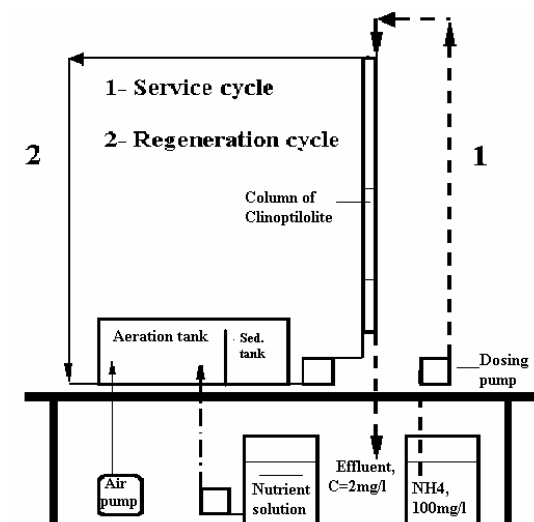 1- Service cycle
2- Regeneration cycle
2
1
Column of
Clinoptilolite
Aeration tank
Sed.
tank
Dosing
pump
Air
pump
Nutrient
solution
Effluent,
C=2mg/l
NH4,
100mg/l